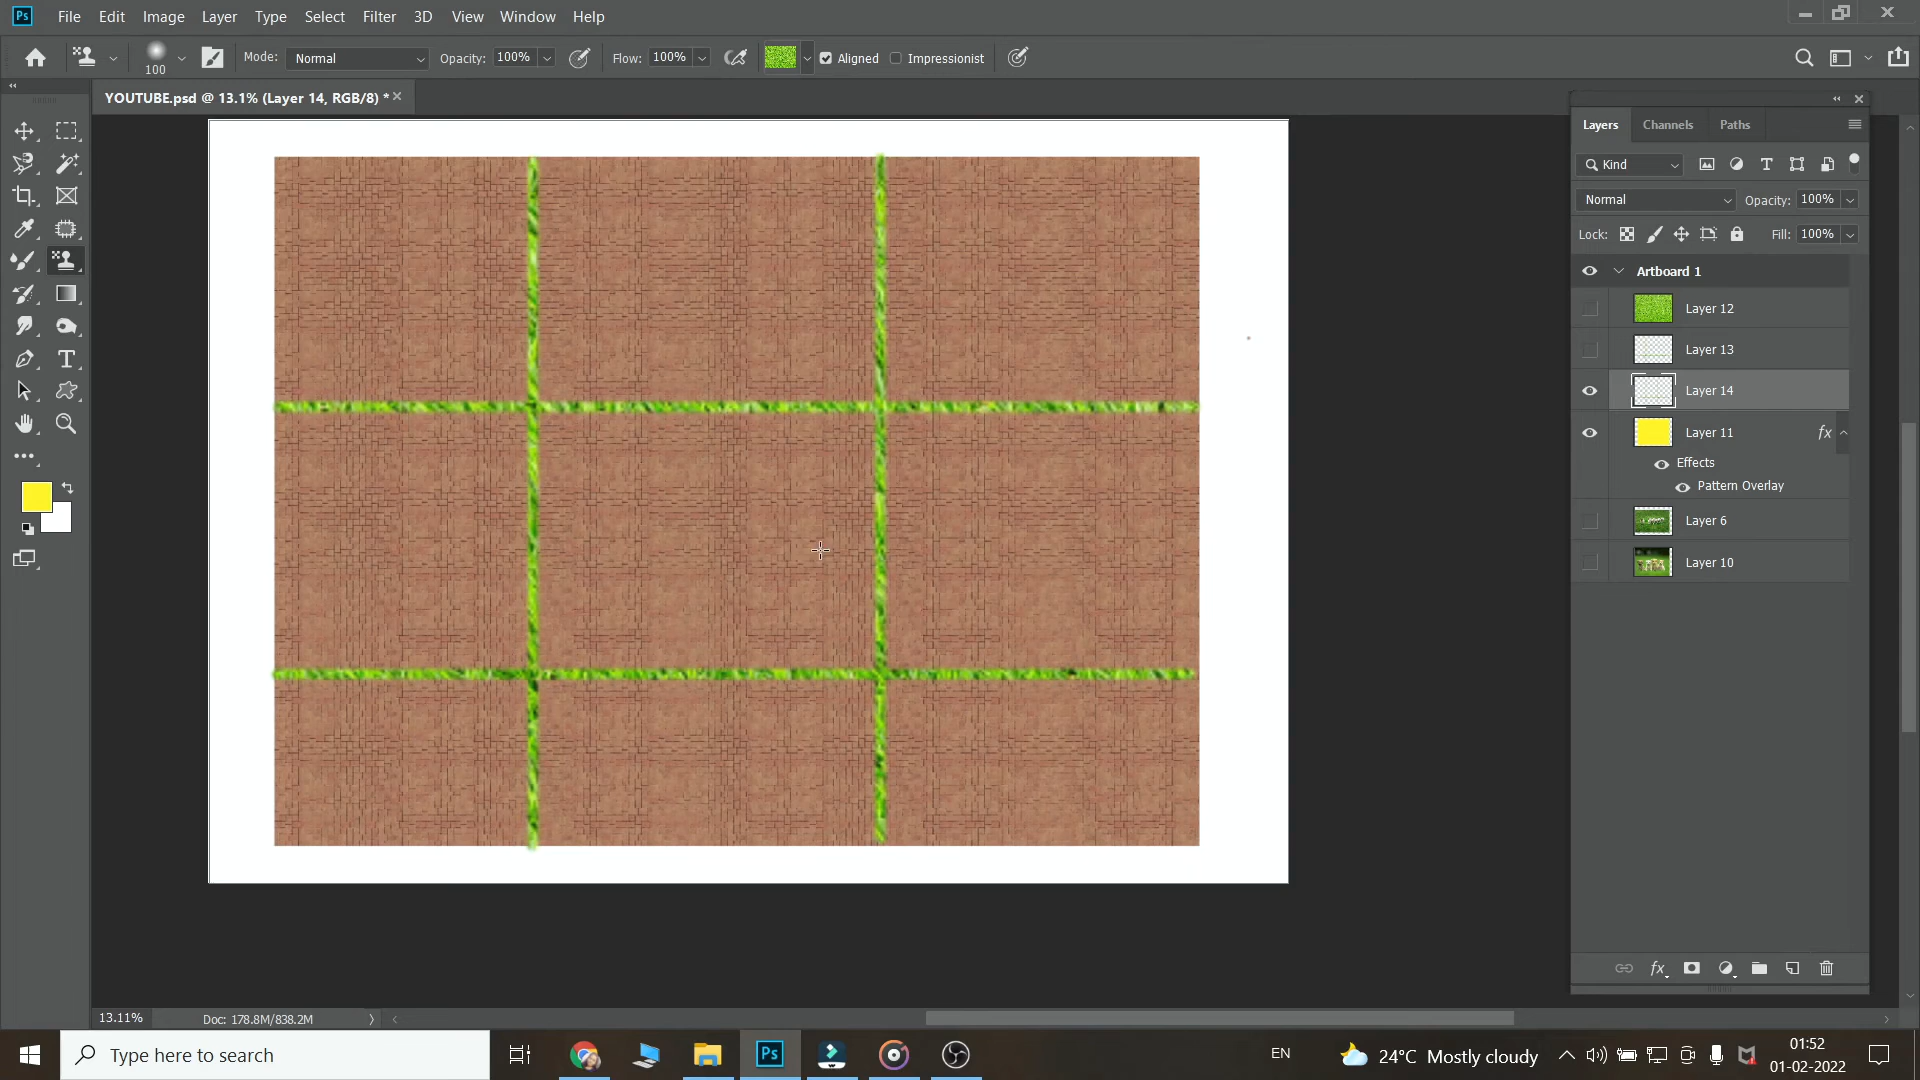 Ps File Edit Image Layer Type Select Filter 3D View Window Help
100 Mode: Normal Opacity: 100% Flow: 100% Aligned Impressionist
YOUTUBE.psd @ 13.1% (Layer 14, RGB/8) *
Layers Channels Paths
Kind
Normal Opacity: 100%
Lock: Fill: 100%
Artboard 1
Layer 12
Layer 13
Layer 14
Layer 11 fx
Effects
Pattern Overlay
Layer 6
Layer 10
fx
13.11% Doc: 178.8M/838.2M
Type here to search Ps EN 24°C Mostly cloudy 01:52
01-02-2022